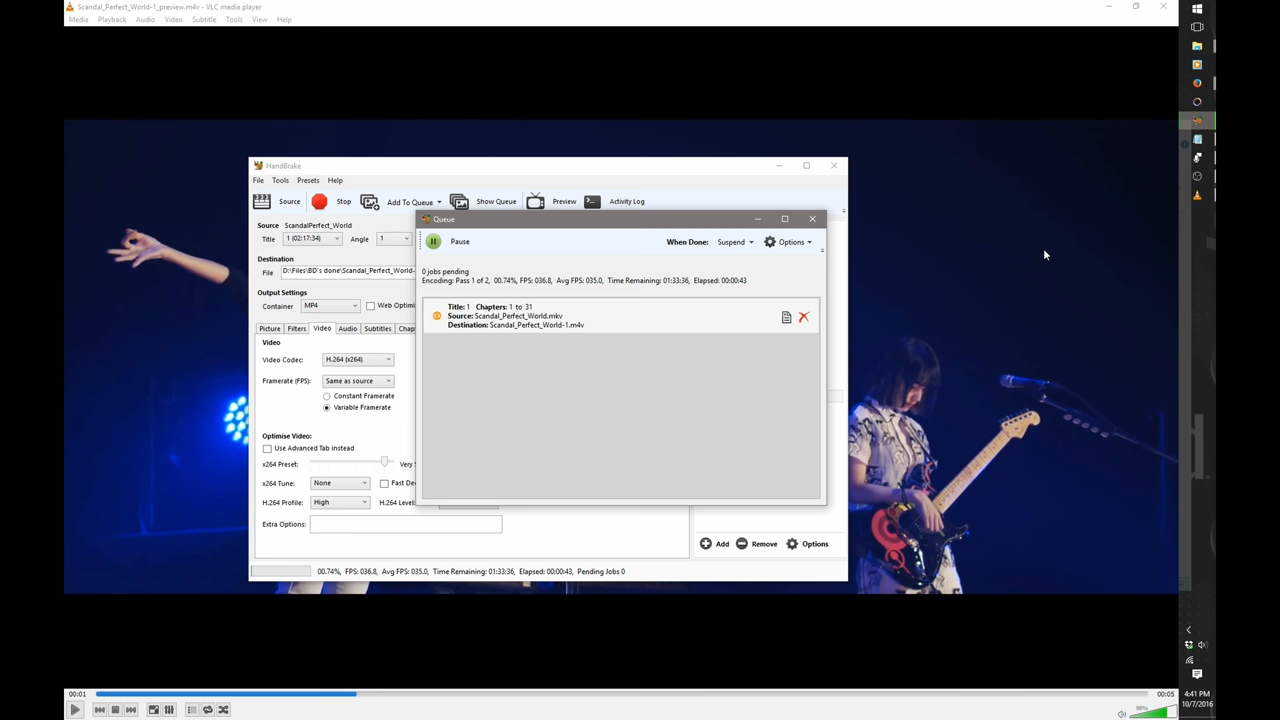 Scandal_Perfect_World-1_preview.m4v - VLC media player
Media Playback Audio Video Subtitle Tools View Help
HandBrake
File Tools Presets Help
Source Stop Add To Queue Show Queue Preview Activity Log
Source ScandalPerfect_World
Title 1 (02:17:34) Angle 1
Destination
File D:\Files\BD's done\Scandal_Perfect_World-
Output Settings
Container MP4 Web Optimi
Picture Filters Video Audio Subtitles Chap
Video
Video Codec: H.264 (x264)
Framerate (FPS): Same as source
Constant Framerate
Variable Framerate
Optimise Video:
Use Advanced Tab instead
x264 Preset: Very
x264 Tune: None Fast De
H.264 Profile: High H.264 Level
Extra Options:
Add Remove Options
00.74%, FPS: 036.8, Avg FPS: 035.0, Time Remaining: 01:33:36, Elapsed: 00:00:43, Pending Jobs 0
Queue
Pause When Done: Suspend Options
0 jobs pending
Encoding: Pass 1 of 2, 00.74%, FPS: 036.8, Avg FPS: 035.0, Time Remaining: 01:33:36, Elapsed: 00:00:43
Title: 1 Chapters: 1 to 31
Source: Scandal_Perfect_World.mkv
Destination: Scandal_Perfect_World-1.m4v
00:01 00:05
98%
4:41 PM
10/7/2016